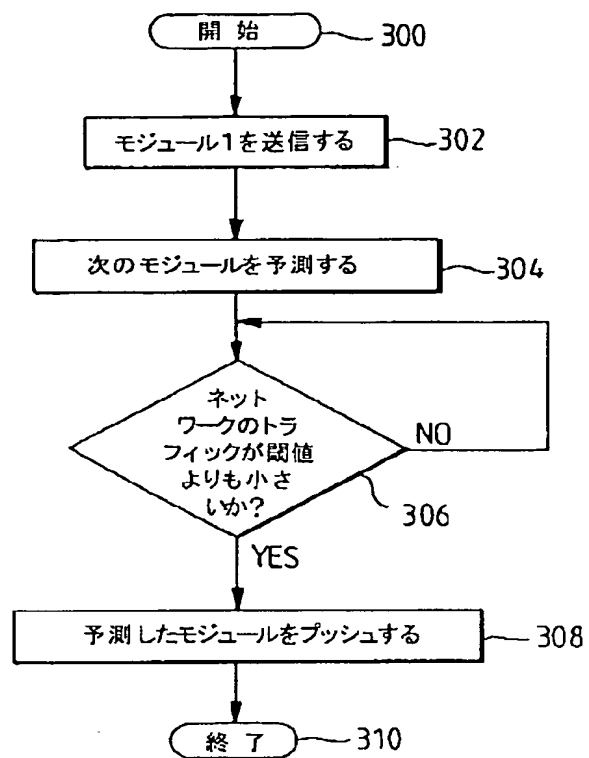 開始
300
モジュール1を送信する
302
次のモジュールを予測する
304
ネット
ワークのトラ
フィックが閾値
よりも小さ
いか?
NO
306
YES
予測したモジュールをプッシュする
308
終了
310